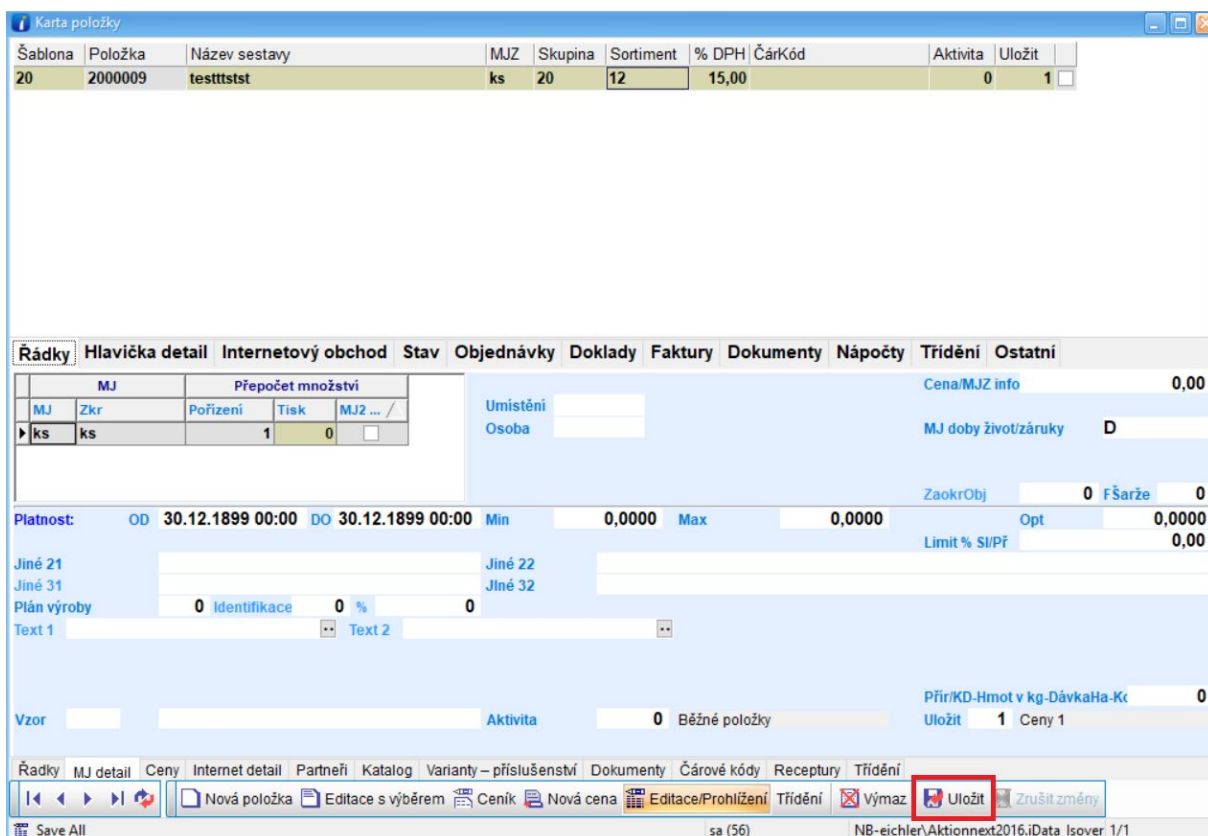 Karta položky
Šablona Položka Název sestavy MJZ Skupina Sortiment % DPH ČárKód Aktivita Uložit
20 2000009 testttstst ks 20 12 15,00 0 1
Řádky Hlavička detail Internetový obchod Stav Objednávky Doklady Faktury Dokumenty Nápočty Třídění Ostatní
MJ Přepočet množství Cena/MJZ info 0,00
MJ Zkr Pořízení Tisk MJ2 ... Umístění
ks ks 1 0 Osoba MJ doby život/záruky D
ZaokrObj 0 FŠarže 0
Platnost: OD 30.12.1899 00:00 DO 30.12.1899 00:00 Min 0,0000 Max 0,0000 Opt 0,0000
Limit % Sl/Př 0,00
Jiné 21 Jiné 22
Jiné 31 JIné 32
Plán výroby 0 Identifikace 0 % 0
Text 1 Text 2
Přír/KD-Hmot v kg-DávkaHa-Kc 0
Vzor Aktivita 0 Běžné položky Uložit 1 Ceny 1
Řadky MJ detail Ceny Internet detail Partneři Katalog Varianty – příslušenství Dokumenty Čárové kódy Receptury Třídění
Nová položka Editace s výběrem Ceník Nová cena Editace/Prohlížení Třídění Výmaz Uložit Zrušit změny
Save All sa (56) NB-eichler\Aktionnext2016.iData_Isover 1/1